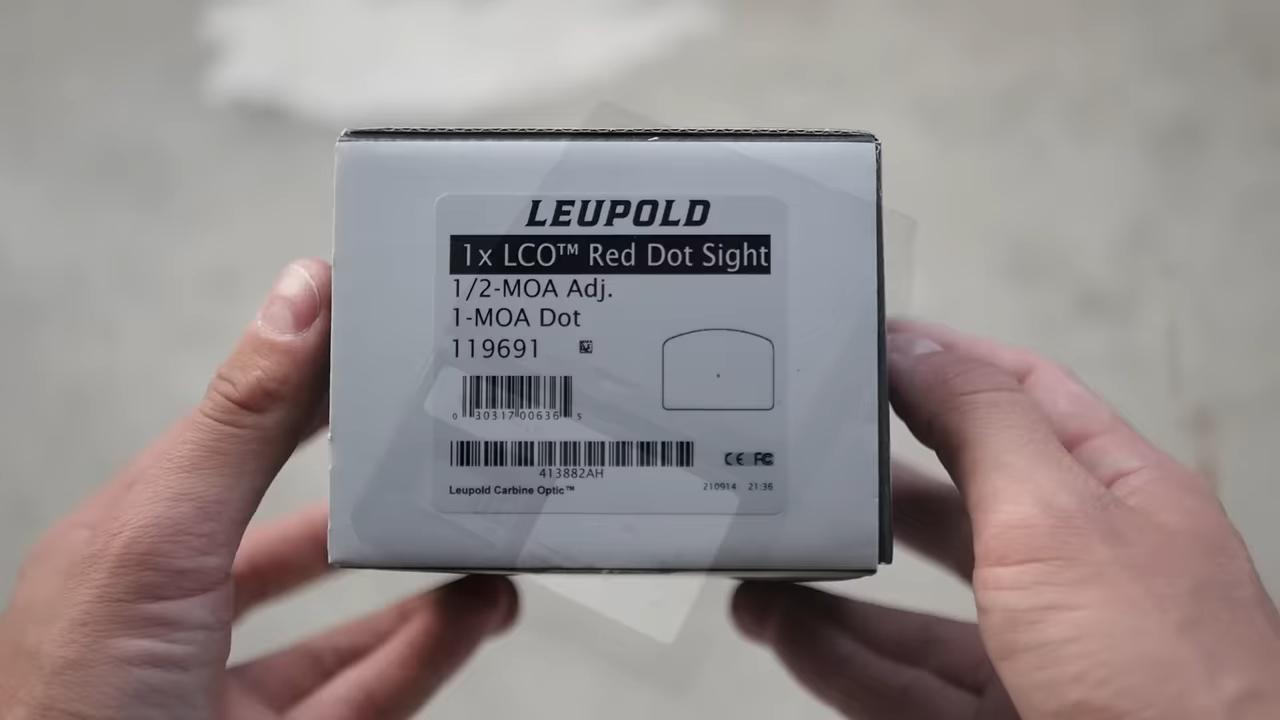 LEUPOLD
1x LCO™ Red Dot Sight
1/2-MOA Adj.
1-MOA Dot
119691
0 30317 00636 5
413882AH
CE FC
Leupold Carbine Optic™
210914 21:36